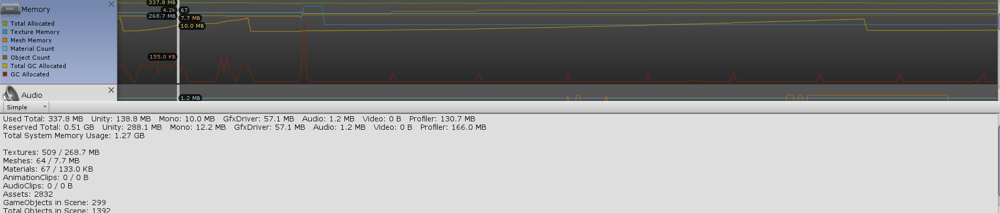 Memory
Total Allocated
Texture Memory
Mesh Memory
Material Count
Object Count
Total GC Allocated
GC Allocated
337.8 MB
4.2k
67
268.7 MB
7.7 MB
10.0 MB
155.0 KB
Audio
1.2 MB
Simple
Used Total: 337.8 MB Unity: 138.8 MB Mono: 10.0 MB GfxDriver: 57.1 MB Audio: 1.2 MB Video: 0 B Profiler: 130.7 MB
Reserved Total: 0.51 GB Unity: 288.1 MB Mono: 12.2 MB GfxDriver: 57.1 MB Audio: 1.2 MB Video: 0 B Profiler: 166.0 MB
Total System Memory Usage: 1.27 GB
Textures: 509 / 268.7 MB
Meshes: 64 / 7.7 MB
Materials: 67 / 133.0 KB
AnimationClips: 0 / 0 B
AudioClips: 0 / 0 B
Assets: 2832
GameObjects in Scene: 299
Total Objects in Scene: 1392